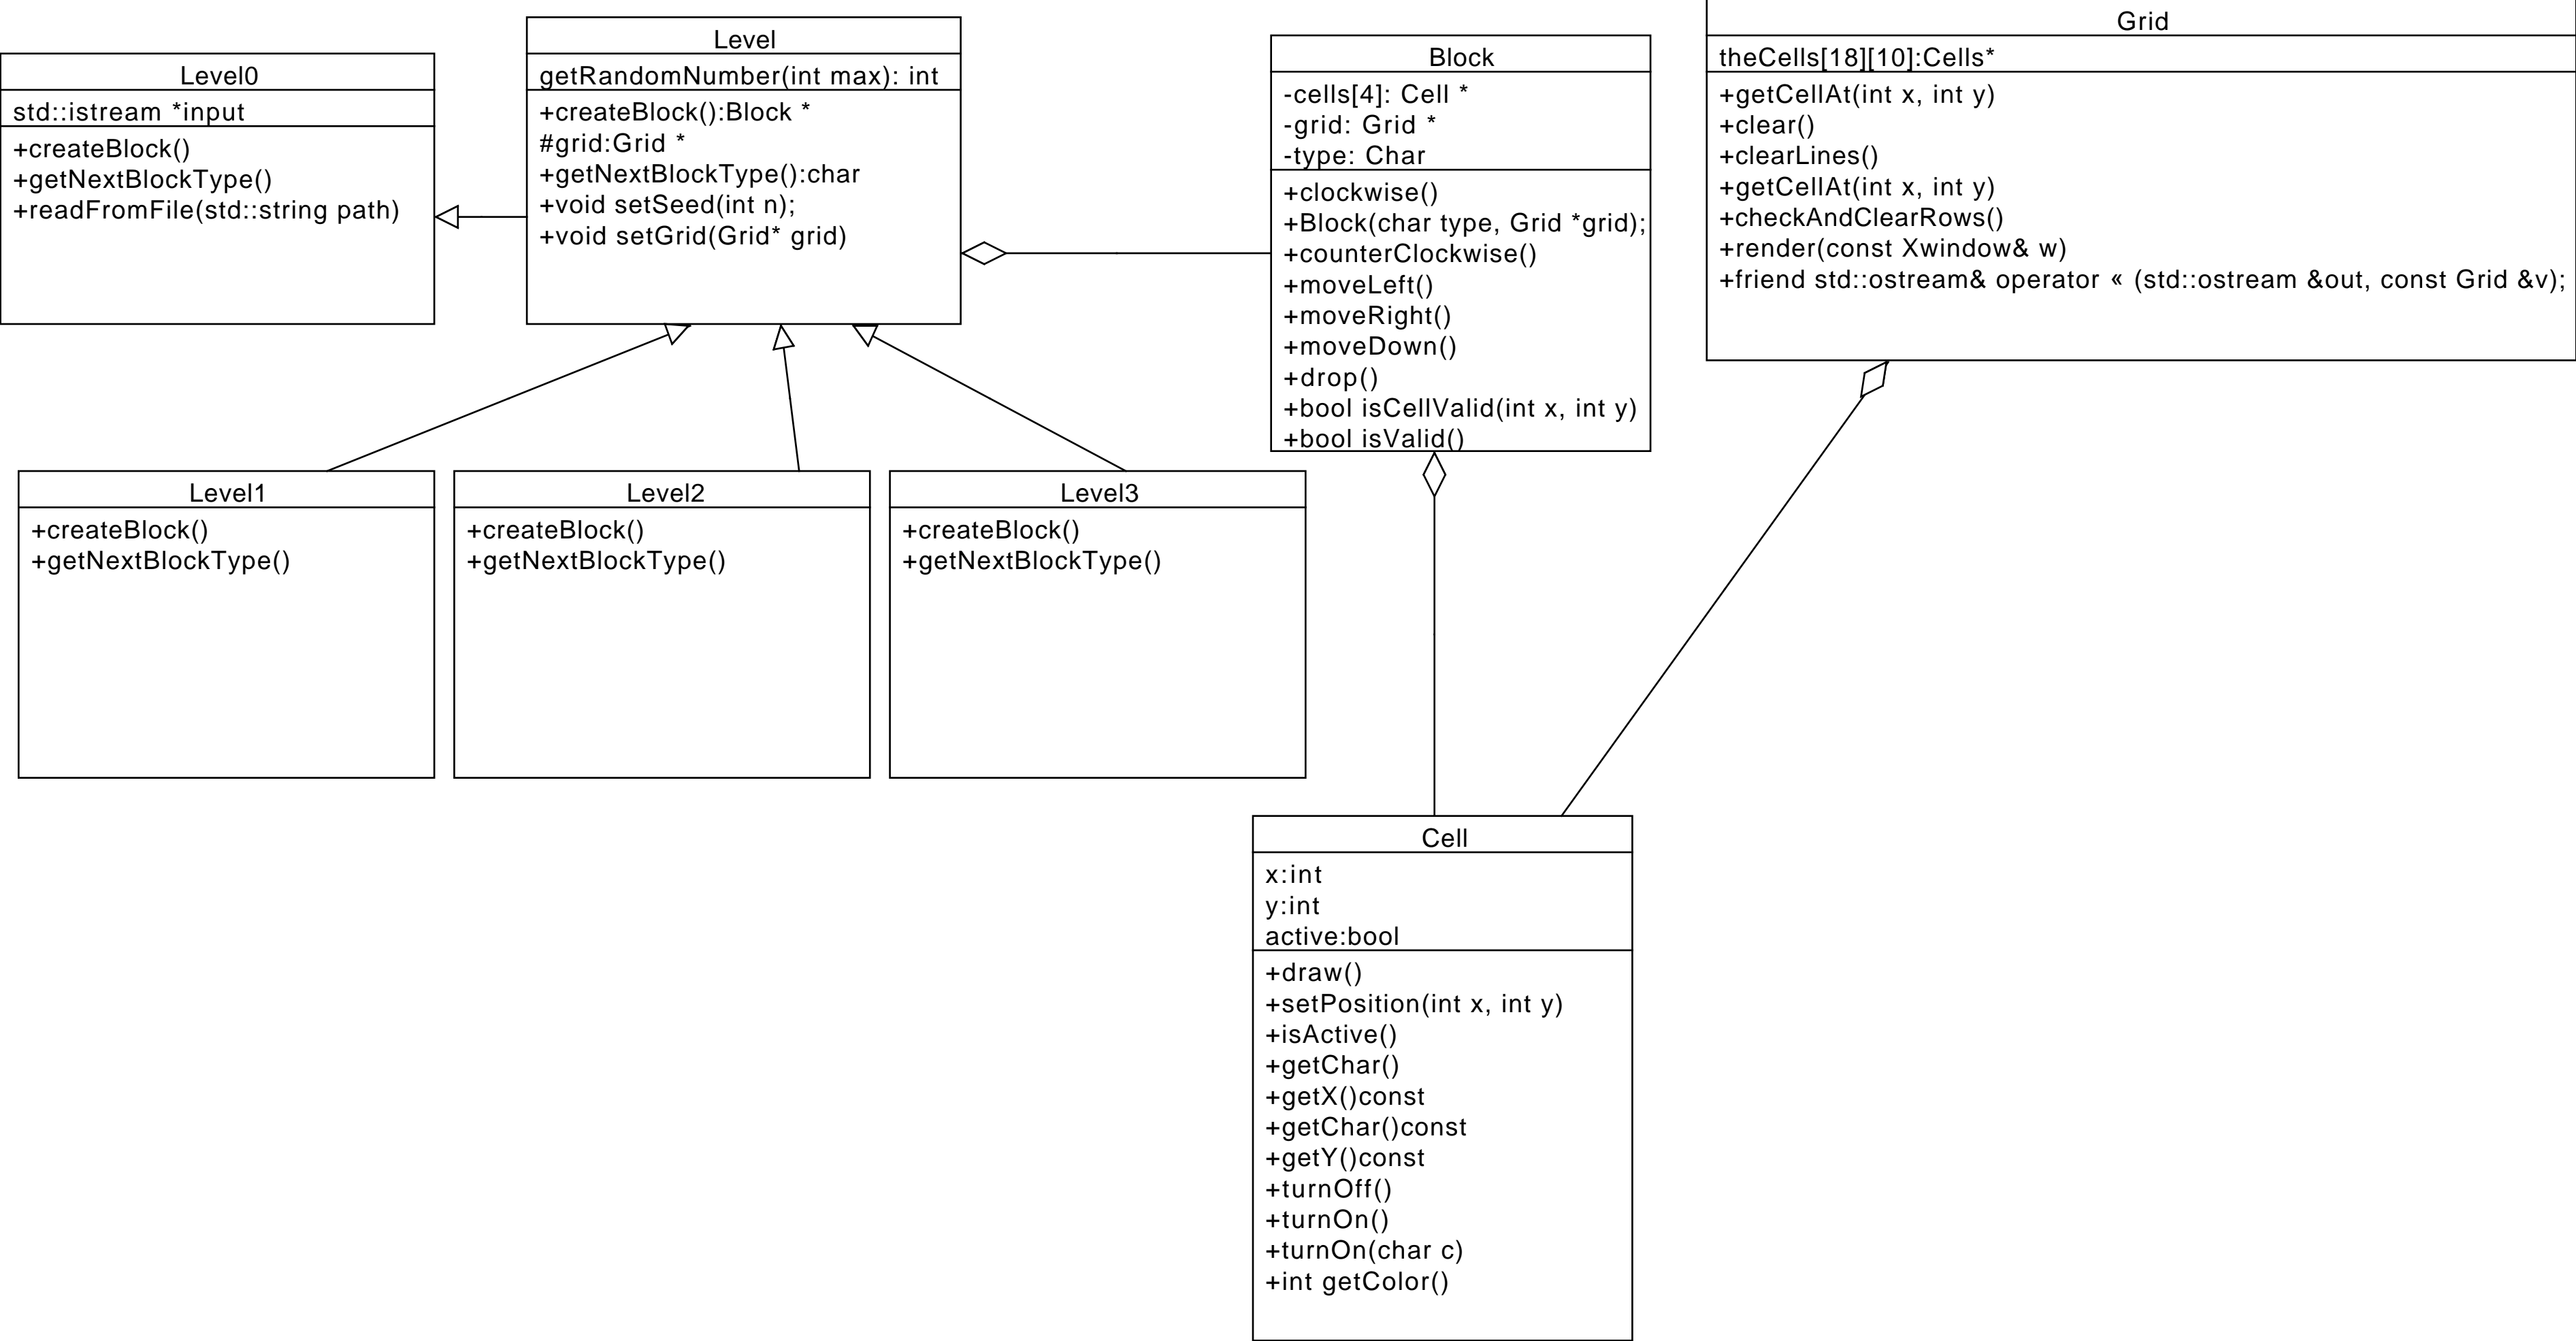 Level0
std::istream *input
+createBlock()
+getNextBlockType()
+readFromFile(std::string path)
Level
getRandomNumber(int max): int
+createBlock():Block *
#grid:Grid *
+getNextBlockType():char
+void setSeed(int n);
+void setGrid(Grid* grid)
Block
-cells[4]: Cell *
-grid: Grid *
-type: Char
+clockwise()
+Block(char type, Grid *grid);
+counterClockwise()
+moveLeft()
+moveRight()
+moveDown()
+drop()
+bool isCellValid(int x, int y)
+bool isValid()
Grid
theCells[18][10]:Cells*
+getCellAt(int x, int y)
+clear()
+clearLines()
+getCellAt(int x, int y)
+checkAndClearRows()
+render(const Xwindow& w)
+friend std::ostream& operator « (std::ostream &out, const Grid &v);
Level1
+createBlock()
+getNextBlockType()
Level2
+createBlock()
+getNextBlockType()
Level3
+createBlock()
+getNextBlockType()
Cell
x:int
y:int
active:bool
+draw()
+setPosition(int x, int y)
+isActive()
+getChar()
+getX()const
+getChar()const
+getY()const
+turnOff()
+turnOn()
+turnOn(char c)
+int getColor()